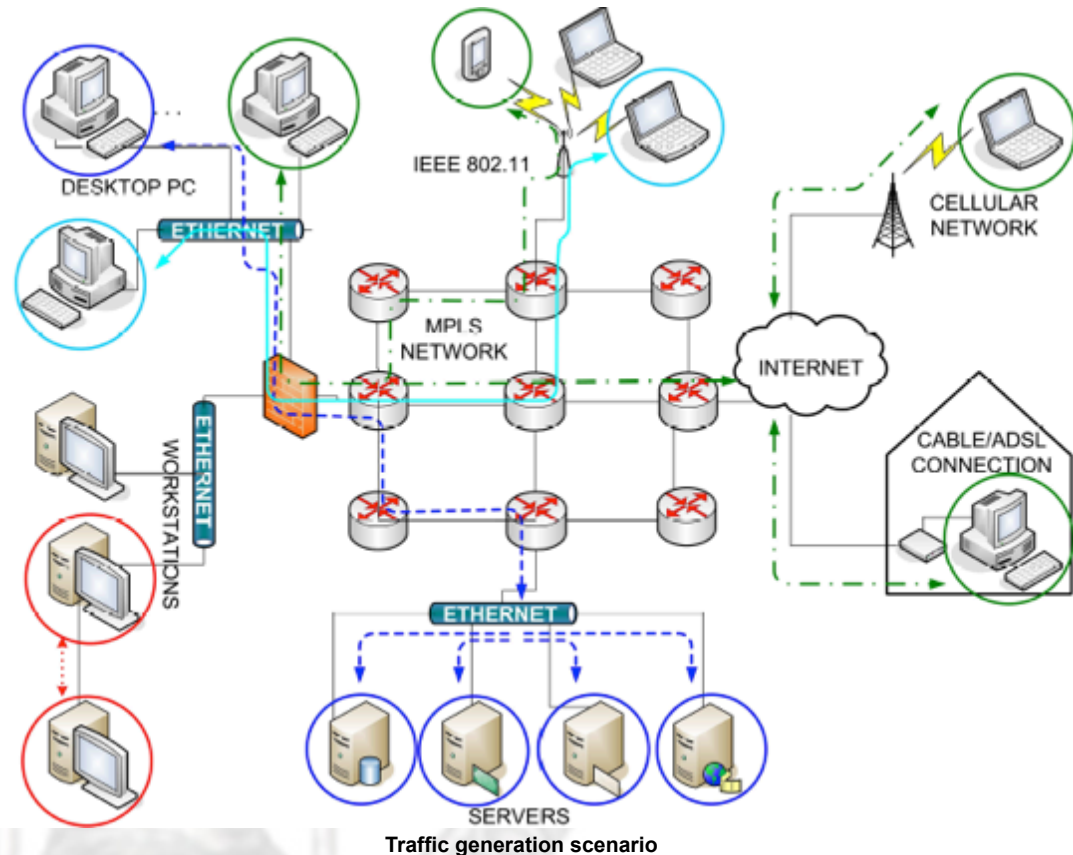 IEEE 802.11
DESKTOP PC
...
ETHERNET
CELLULAR
NETWORK
MPLS
NETWORK
INTERNET
ETHERNET
WORKSTATIONS
CABLE/ADSL
CONNECTION
ETHERNET
SERVERS
Traffic generation scenario